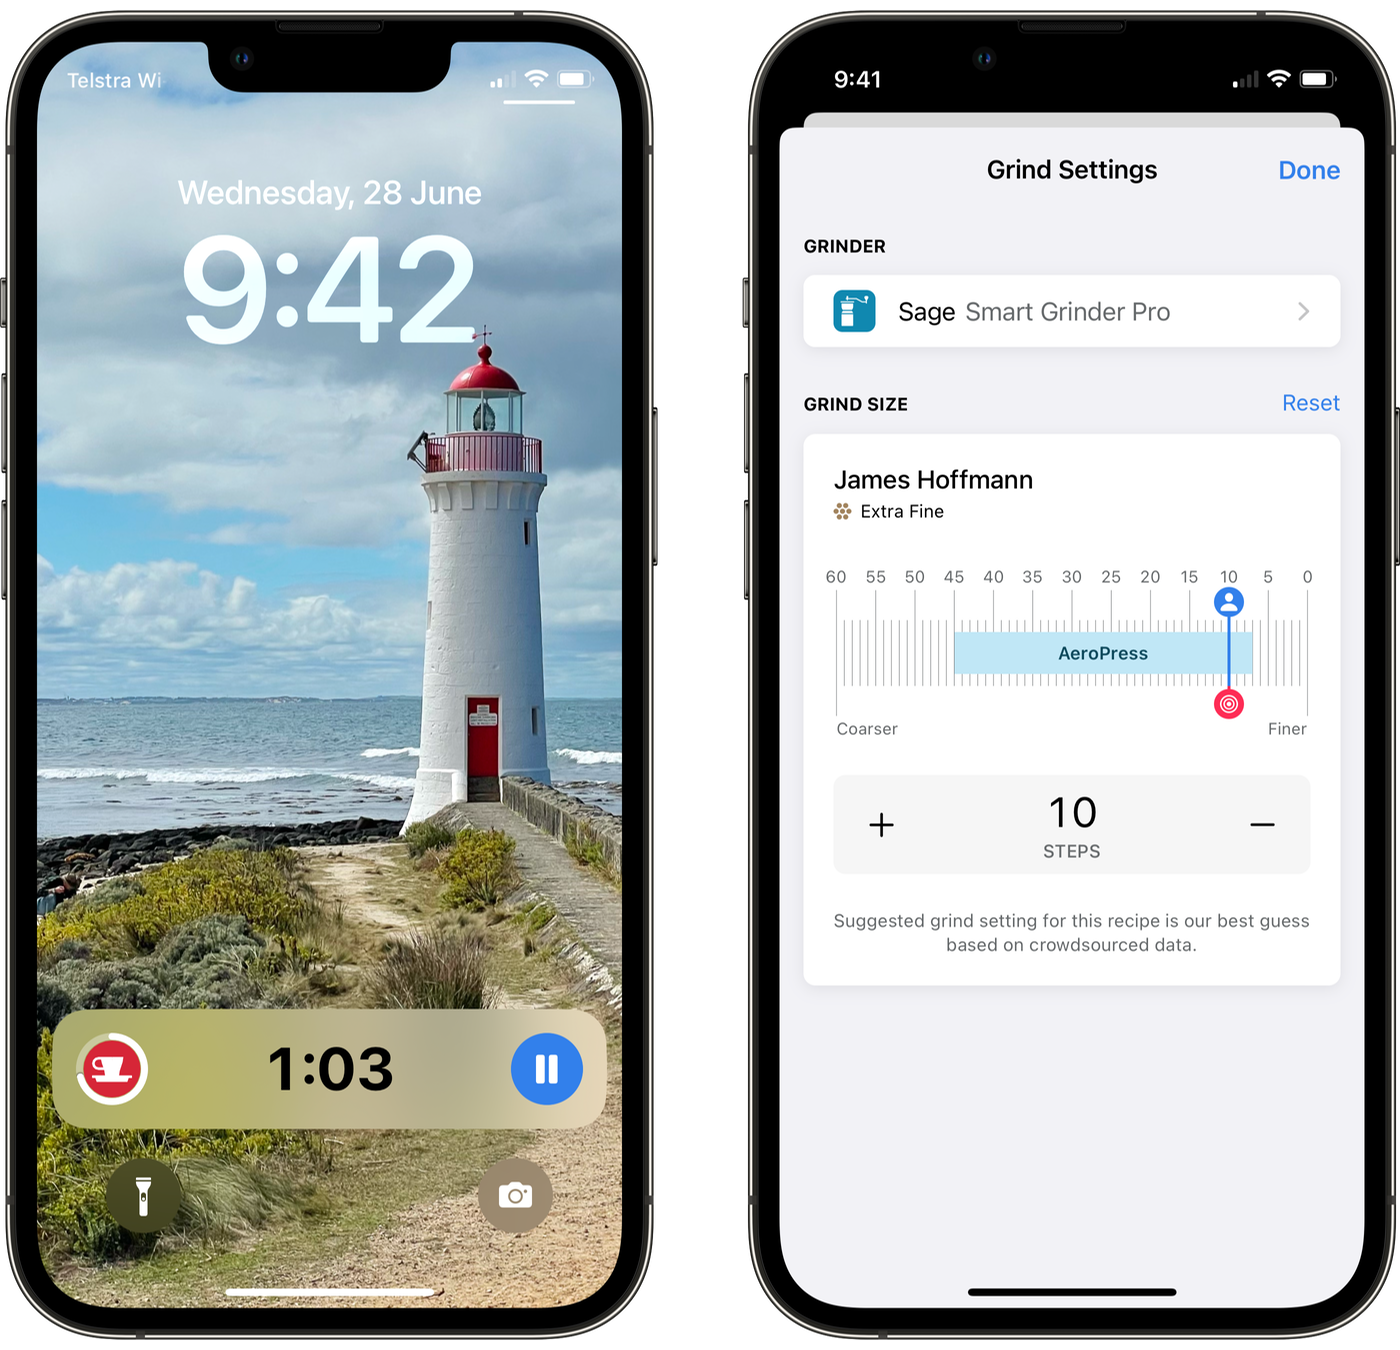 Telstra Wi
Wednesday, 28 June
9:42
1:03
9:41
Grind Settings
Done
GRINDER
Sage Smart Grinder Pro
GRIND SIZE
Reset
James Hoffmann
Extra Fine
60 55 50 45 40 35 30 25 20 15 10 5 0
AeroPress
Coarser
Finer
+ 10 −
STEPS
Suggested grind setting for this recipe is our best guess
based on crowdsourced data.